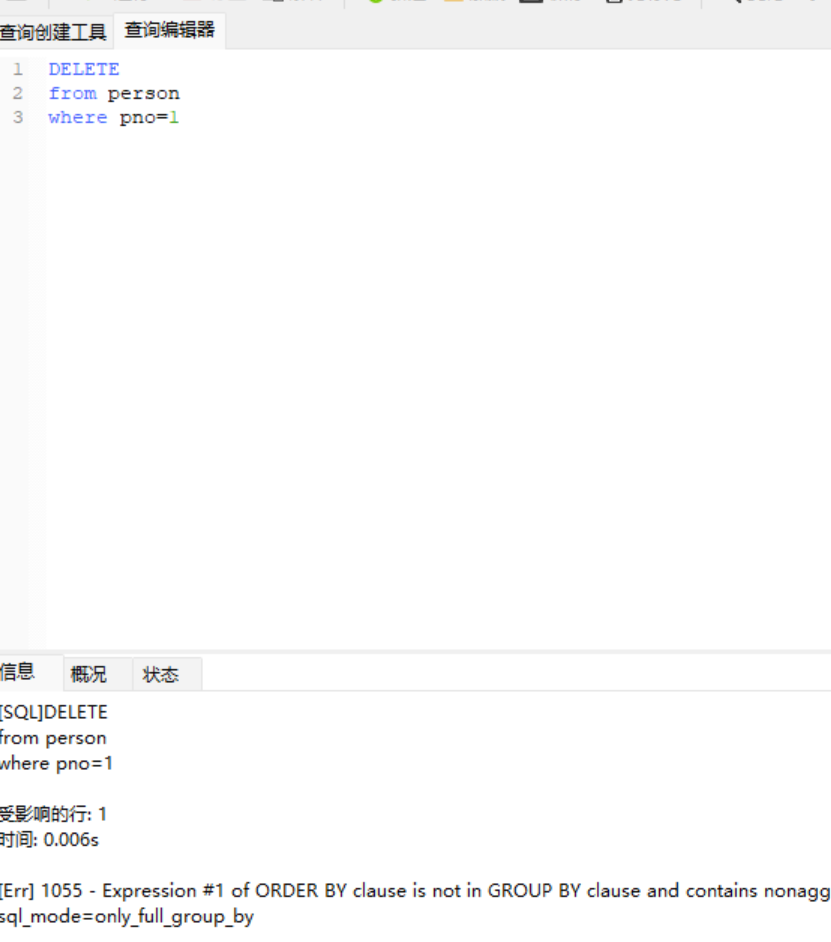 查询创建工具 查询编辑器
1 DELETE
2 from person
3 where pno=1
信息 概况 状态
[SQL]DELETE
from person
where pno=1
受影响的行: 1
时间: 0.006s
[Err] 1055 - Expression #1 of ORDER BY clause is not in GROUP BY clause and contains nonagg
sql_mode=only_full_group_by